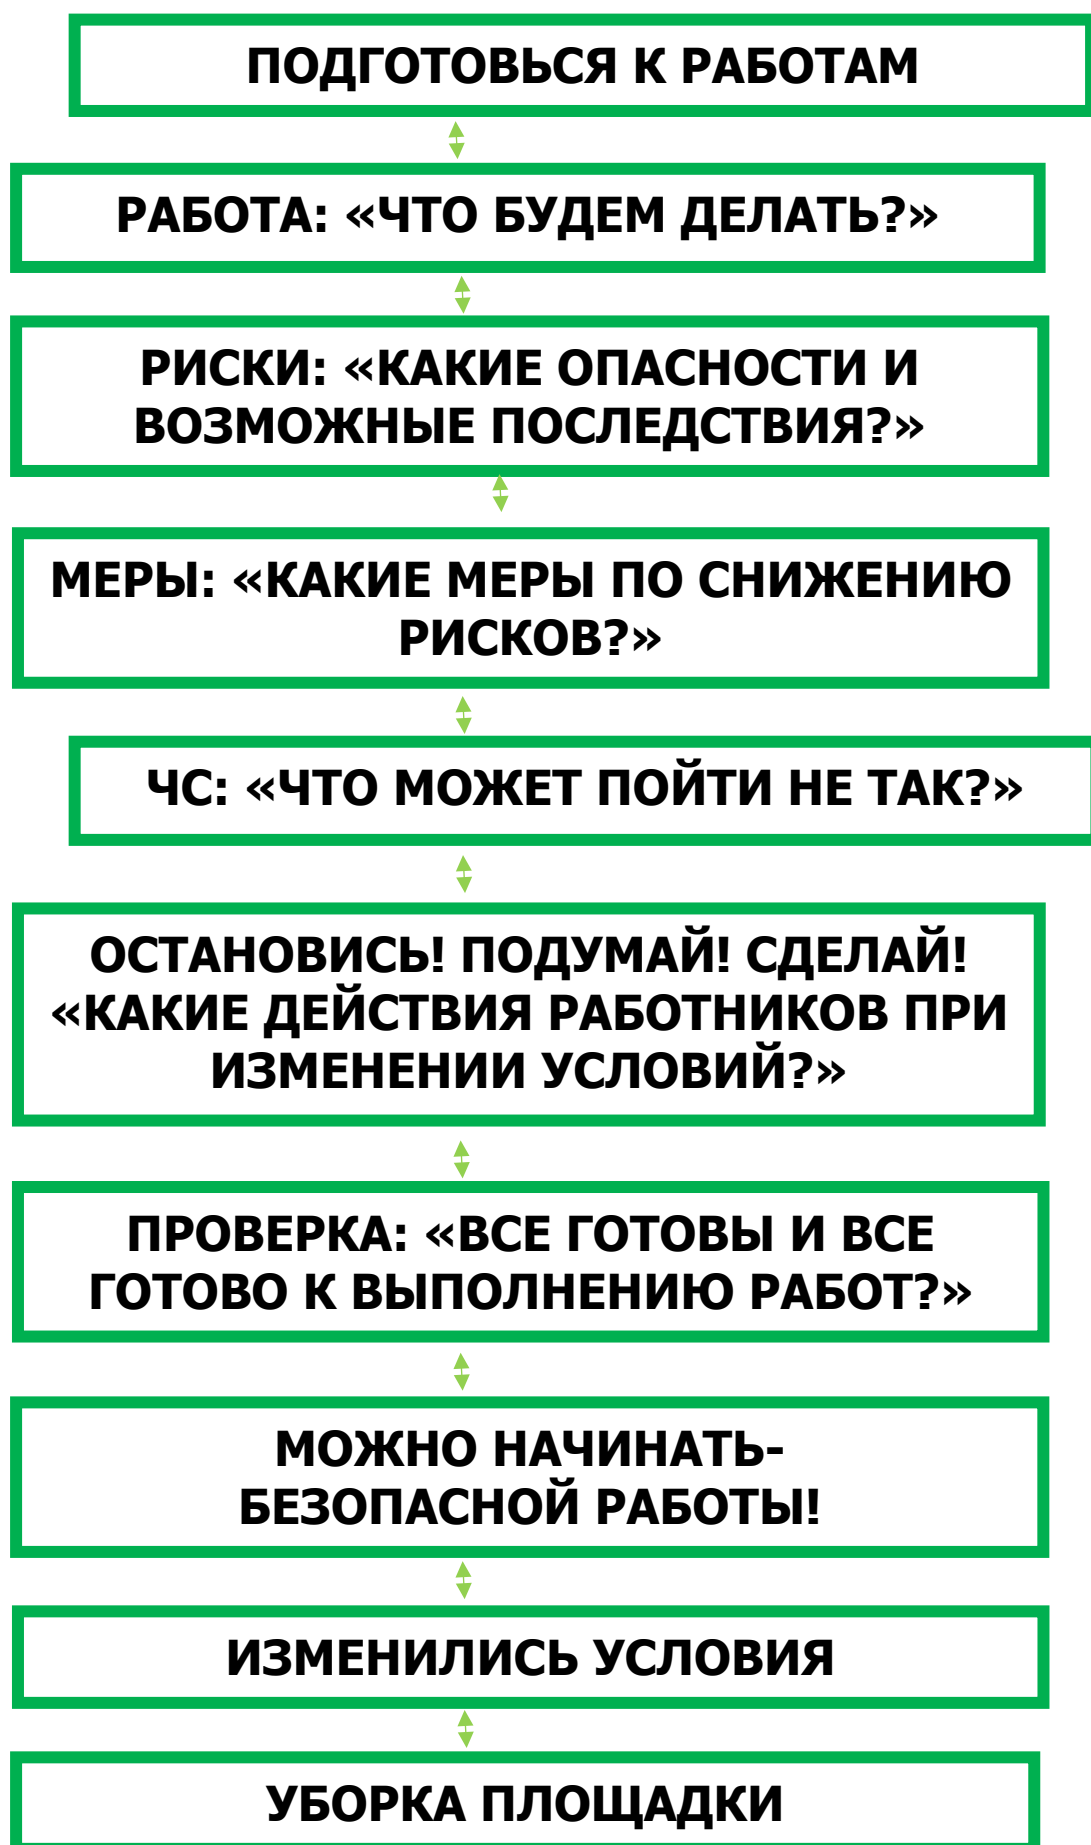 ПОДГОТОВЬСЯ К РАБОТАМ
РАБОТА: «ЧТО БУДЕМ ДЕЛАТЬ?»
РИСКИ: «КАКИЕ ОПАСНОСТИ И
ВОЗМОЖНЫЕ ПОСЛЕДСТВИЯ?»
МЕРЫ: «КАКИЕ МЕРЫ ПО СНИЖЕНИЮ
РИСКОВ?»
ЧС: «ЧТО МОЖЕТ ПОЙТИ НЕ ТАК?»
ОСТАНОВИСЬ! ПОДУМАЙ! СДЕЛАЙ!
«КАКИЕ ДЕЙСТВИЯ РАБОТНИКОВ ПРИ
ИЗМЕНЕНИИ УСЛОВИЙ?»
ПРОВЕРКА: «ВСЕ ГОТОВЫ И ВСЕ
ГОТОВО К ВЫПОЛНЕНИЮ РАБОТ?»
МОЖНО НАЧИНАТЬ-
БЕЗОПАСНОЙ РАБОТЫ!
ИЗМЕНИЛИСЬ УСЛОВИЯ
УБОРКА ПЛОЩАДКИ